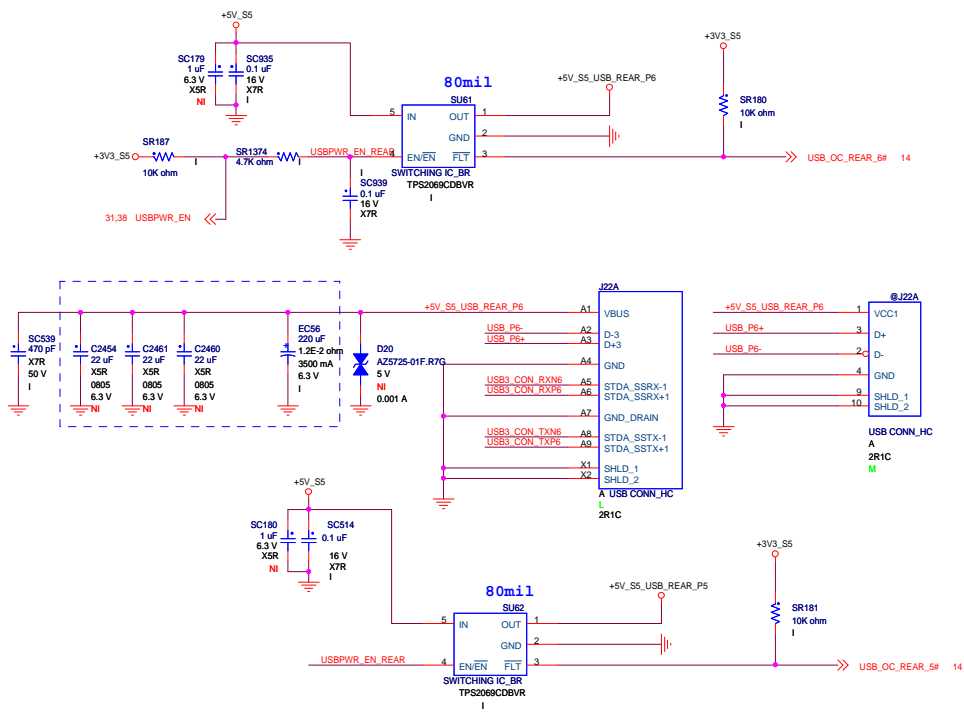 +5V_S5
SC179
1 uF
6.3 V
X5R
NI
SC935
0.1 uF
16 V
X7R
I
80mil
SU61
5 IN OUT 1
GND 2
4 EN/EN FLT 3
SWITCHING IC_BR
TPS2069CDBVR
I
+5V_S5_USB_REAR_P6
+3V3_S5
SR180
10K ohm
I
USB_OC_REAR_6# 14
SR187
+3V3_S5
I
10K ohm
SR1374
4.7K ohm
I
USBPWR_EN_REAR
I
SC939
0.1 uF
16 V
X7R
31,38 USBPWR_EN
SC539
470 pF
X7R
50 V
I
C2454
22 uF
X5R
0805
6.3 V
NI
C2461
22 uF
X5R
0805
6.3 V
NI
C2460
22 uF
X5R
0805
6.3 V
NI
EC56
220 uF
1.2E-2 ohm
3500 mA
6.3 V
I
D20
AZ5725-01F.R7G
5 V
NI
0.001 A
J22A
+5V_S5_USB_REAR_P6 A1 VBUS
USB_P6- A2 D-3
USB_P6+ A3 D+3
A4 GND
USB3_CON_RXN6 A5 STDA_SSRX-1
USB3_CON_RXP6 A6 STDA_SSRX+1
A7 GND_DRAIN
USB3_CON_TXN6 A8 STDA_SSTX-1
USB3_CON_TXP6 A9 STDA_SSTX+1
X1 SHLD_1
X2 SHLD_2
A USB CONN_HC
L
2R1C
@J22A
+5V_S5_USB_REAR_P6 1 VCC1
USB_P6+ 3 D+
USB_P6- 2 D-
4 GND
9 SHLD_1
10 SHLD_2
USB CONN_HC
A
2R1C
M
+5V_S5
SC180
1 uF
6.3 V
X5R
NI
SC514
0.1 uF
16 V
X7R
I
80mil
SU62
5 IN OUT 1
GND 2
USBPWR_EN_REAR 4 EN/EN FLT 3
SWITCHING IC_BR
TPS2069CDBVR
I
+5V_S5_USB_REAR_P5
+3V3_S5
SR181
10K ohm
I
USB_OC_REAR_5# 14